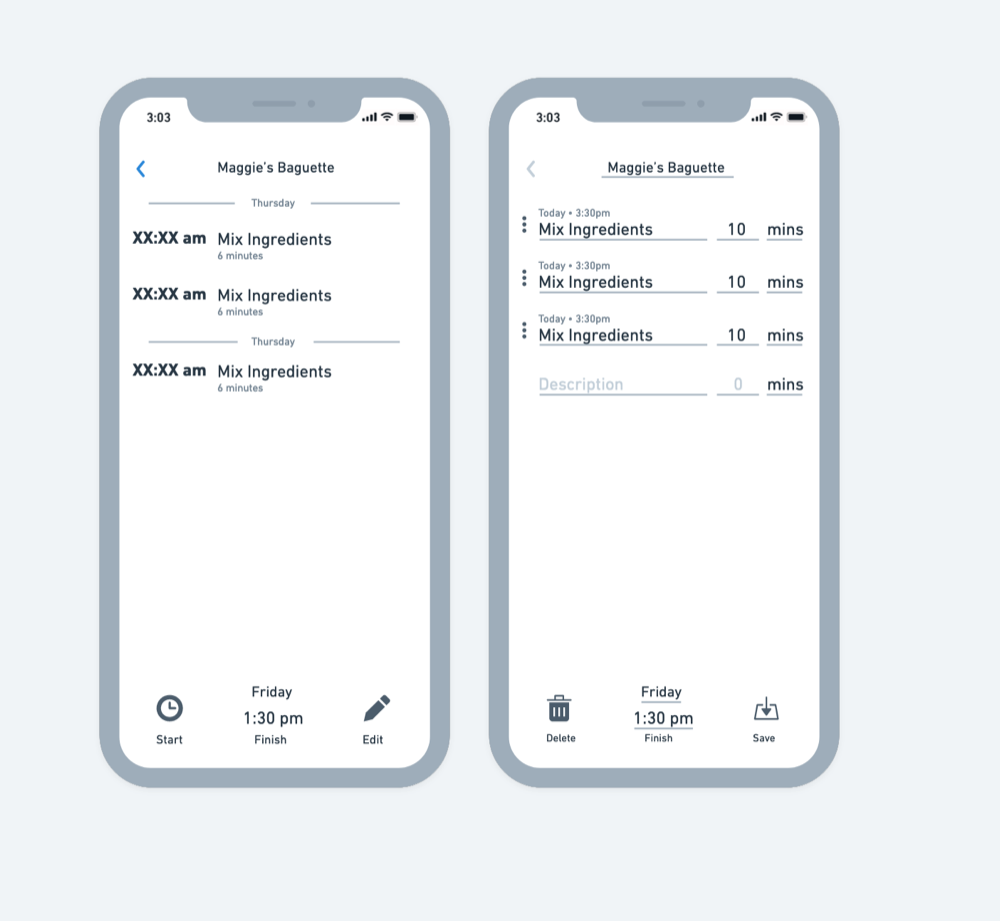 3:03
Maggie's Baguette
Thursday
XX:XX am Mix Ingredients
6 minutes
XX:XX am Mix Ingredients
6 minutes
Thursday
XX:XX am Mix Ingredients
6 minutes
Friday
1:30 pm
Start Finish Edit
3:03
Maggie's Baguette
Today • 3:30pm
Mix Ingredients 10 mins
Today • 3:30pm
Mix Ingredients 10 mins
Today • 3:30pm
Mix Ingredients 10 mins
Description 0 mins
Friday
1:30 pm
Delete Finish Save